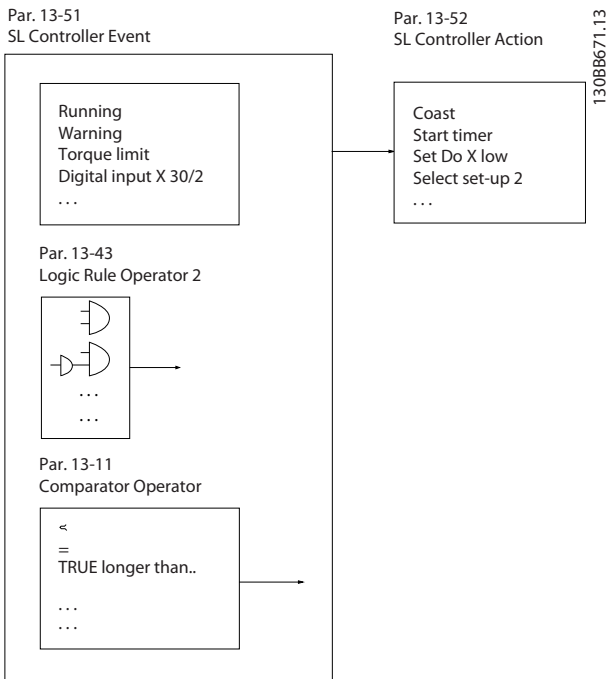 Par. 13-51
SL Controller Event
Par. 13-52
SL Controller Action
130BB671.13
Running
Warning
Torque limit
Digital input X 30/2
. . .
Coast
Start timer
Set Do X low
Select set-up 2
. . .
Par. 13-43
Logic Rule Operator 2
. . .
. . .
Par. 13-11
Comparator Operator
<
=
TRUE longer than..
. . .
. . .